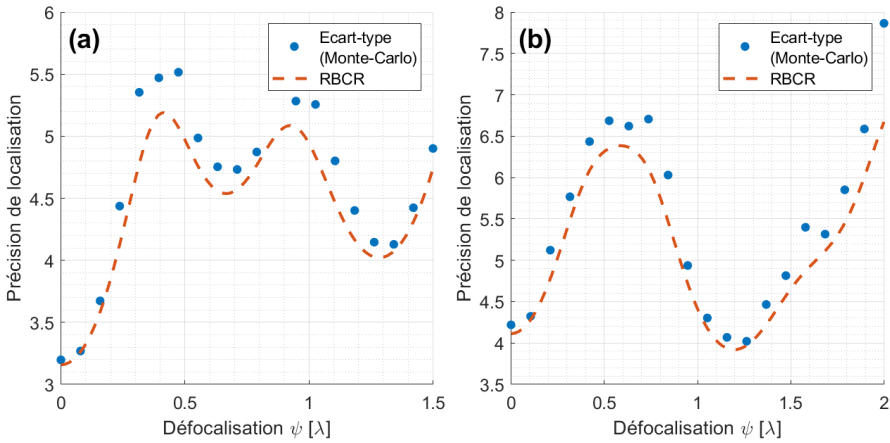 (a)
Ecart-type
(Monte-Carlo)
RBCR
6
5.5
5
4.5
4
3.5
3
0 0.5 1 1.5
Précision de localisation
Défocalisation ψ [λ]
(b)
Ecart-type
(Monte-Carlo)
RBCR
8
7.5
7
6.5
6
5.5
5
4.5
4
3.5
0 0.5 1 1.5 2
Précision de localisation
Défocalisation ψ [λ]